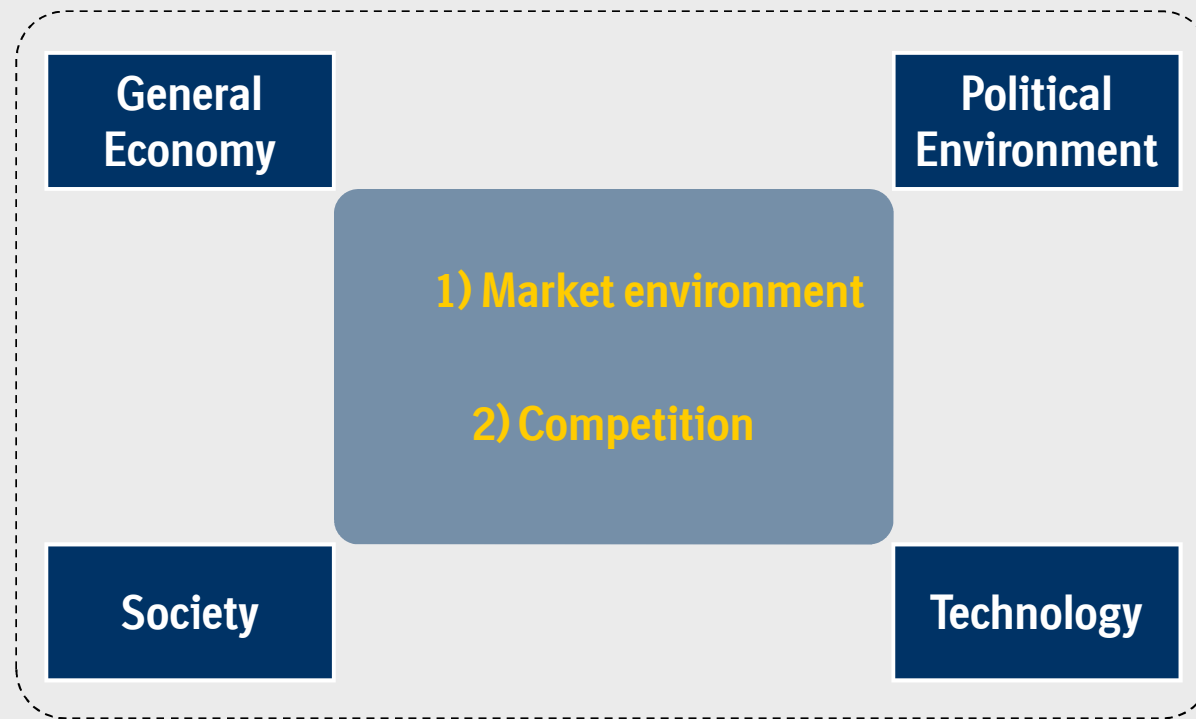 General
Economy
Political
Environment
1) Market environment
2) Competition
Society
Technology